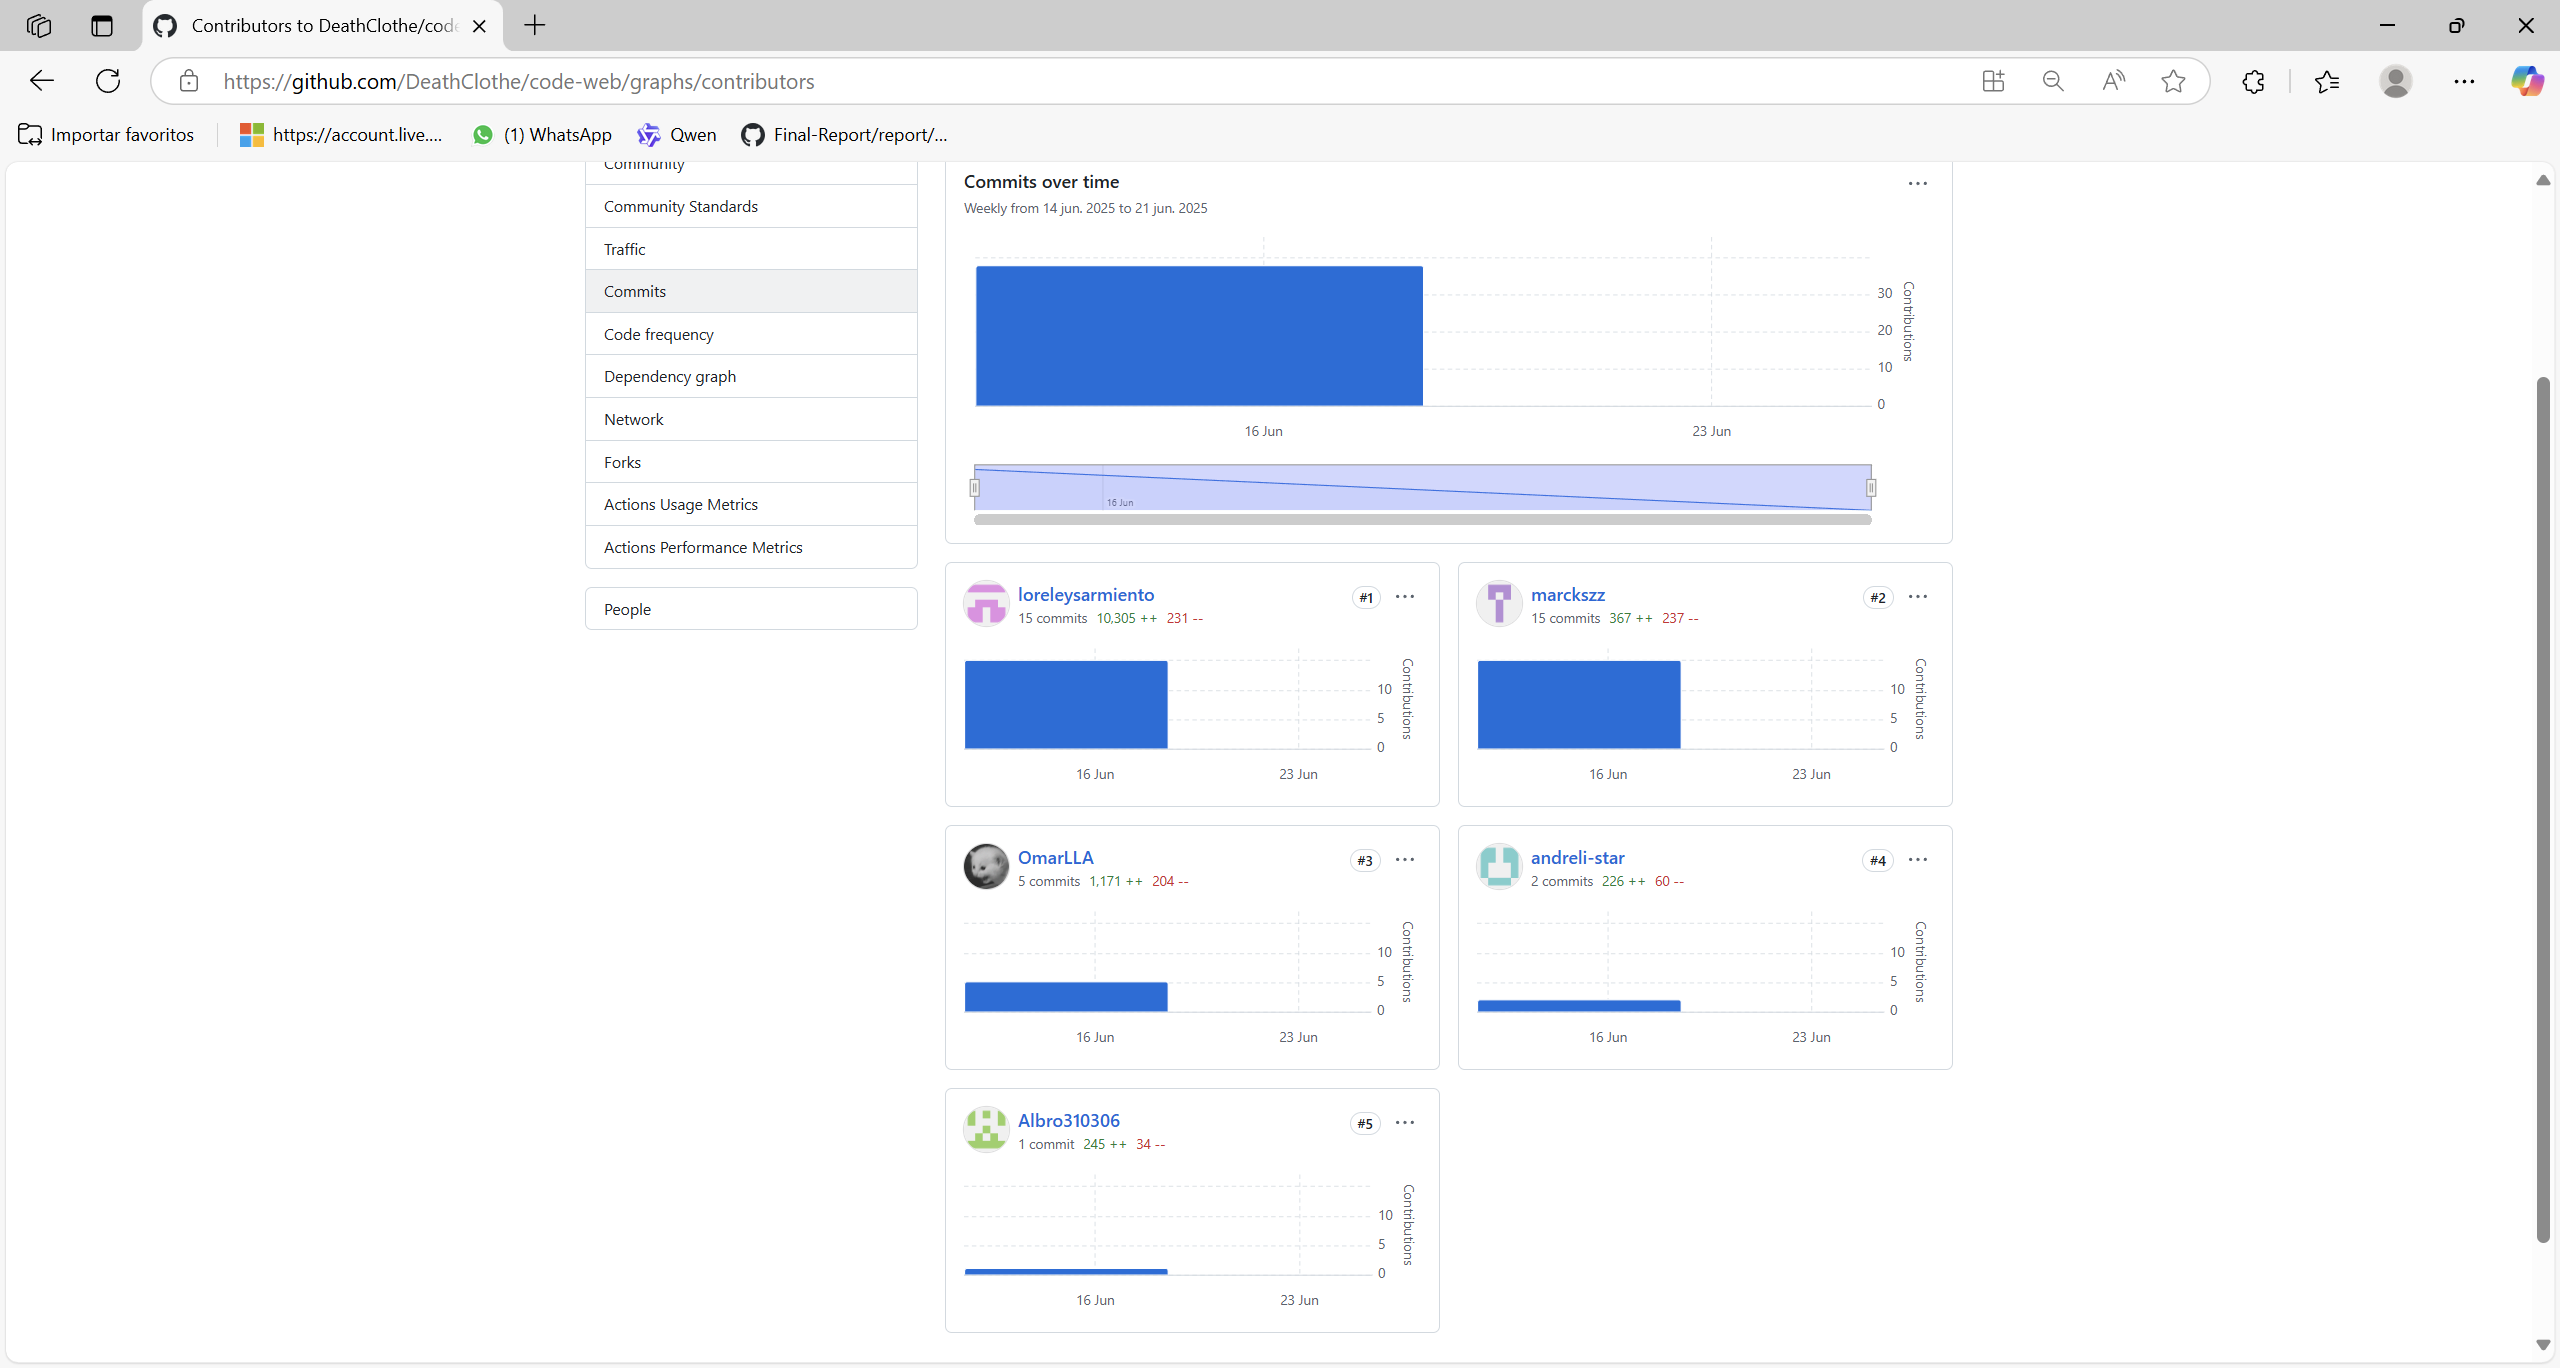 Contributors to DeathClothe/code
https://github.com/DeathClothe/code-web/graphs/contributors
Importar favoritos
https://account.live....
(1) WhatsApp
Qwen
Final-Report/report/...
Community
Community Standards
Traffic
Commits
Code frequency
Dependency graph
Network
Forks
Actions Usage Metrics
Actions Performance Metrics
People
Commits over time
Weekly from 14 jun. 2025 to 21 jun. 2025
30
20
10
0
Contributions
16 Jun
23 Jun
16 Jun
loreleysarmiento
#1
15 commits 10,305 ++ 231 --
10
5
0
Contributions
16 Jun
23 Jun
marckszz
#2
15 commits 367 ++ 237 --
10
5
0
Contributions
16 Jun
23 Jun
OmarLLA
#3
5 commits 1,171 ++ 204 --
10
5
0
Contributions
16 Jun
23 Jun
andreli-star
#4
2 commits 226 ++ 60 --
10
5
0
Contributions
16 Jun
23 Jun
Albro310306
#5
1 commit 245 ++ 34 --
10
5
0
Contributions
16 Jun
23 Jun